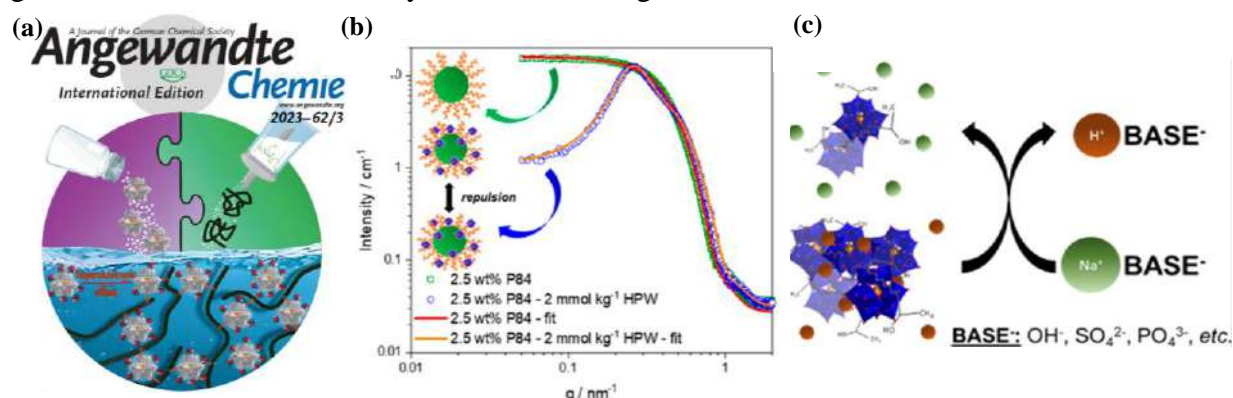 (a)
A Journal of the German Chemical Society
Angewandte
GDCh
International Edition
Chemie
www.angewandte.org
2023–62/3
(b)
Intensity / cm⁻¹
10
1
0.1
0.01
repulsion
2.5 wt% P84
2.5 wt% P84 - 2 mmol kg⁻¹ HPW
2.5 wt% P84 - fit
2.5 wt% P84 - 2 mmol kg⁻¹ HPW - fit
0.01
0.1
1
q / nm⁻¹
(c)
H⁺ BASE⁻
Na⁺ BASE⁻
BASE⁻: OH⁻, SO₄²⁻, PO₄³⁻, etc.